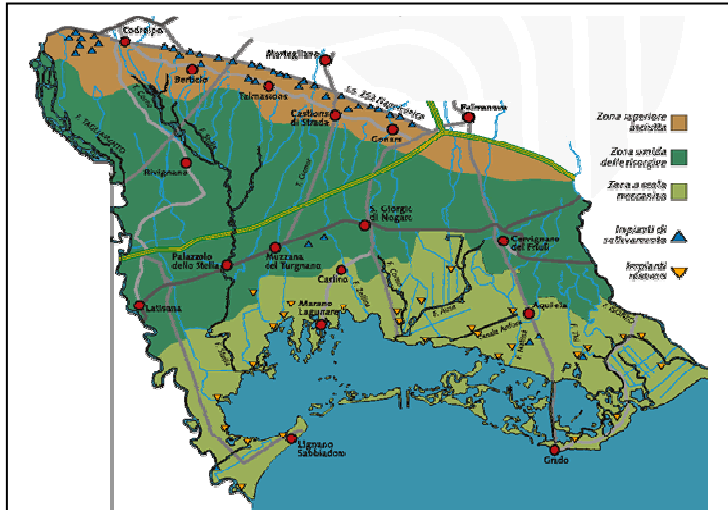 Codroipo
Mortegliano
Bertiolo
Talmassons
Castions
di Strada
Gonars
Palmanova
F. TAGLIAMENTO
Rivignano
S. Giorgio
di Nogaro
Palazzolo
dello Stella
Muzzana
del Turgnano
Cervignano
del Friuli
Carlino
Latisana
Marano
Lagunare
Aquileia
F. Ausa
Lignano
Sabbiadoro
Grado
Zona superiore
asciutta
Zona umida
delle risorgive
Zona a scolo
meccanico
Impianti di
sollevamento
Impianti
idrovori